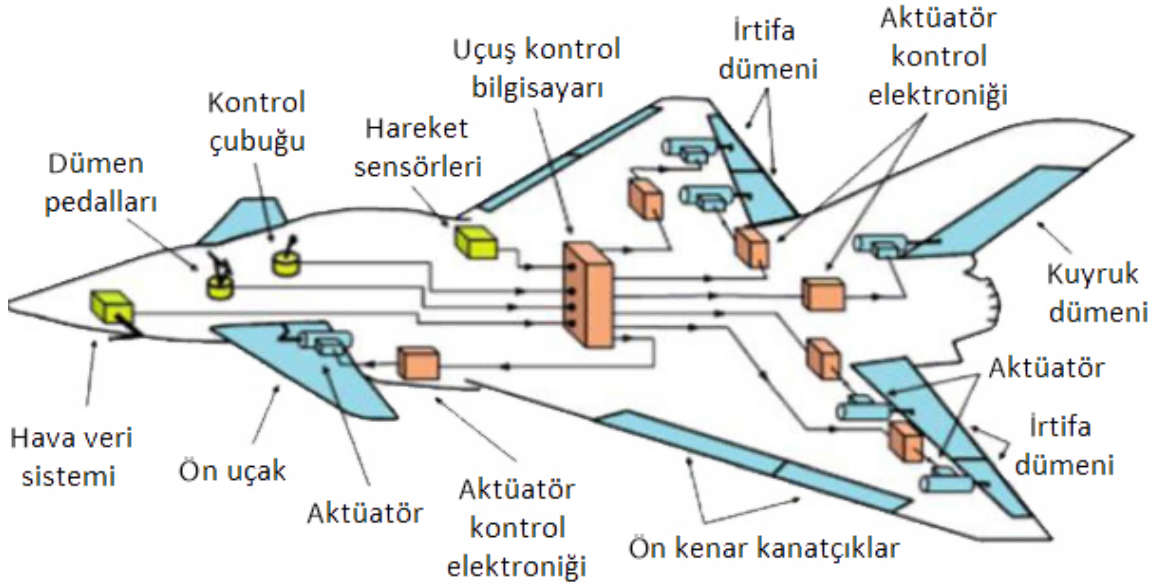 Dümen
pedalları
Kontrol
çubuğu
Hareket
sensörleri
Uçuş kontrol
bilgisayarı
İrtifa
dümeni
Aktüatör
kontrol
elektroniği
Kuyruk
dümeni
Aktüatör
İrtifa
dümeni
Hava veri
sistemi
Ön uçak
Aktüatör
Aktüatör
kontrol
elektroniği
Ön kenar kanatçıklar